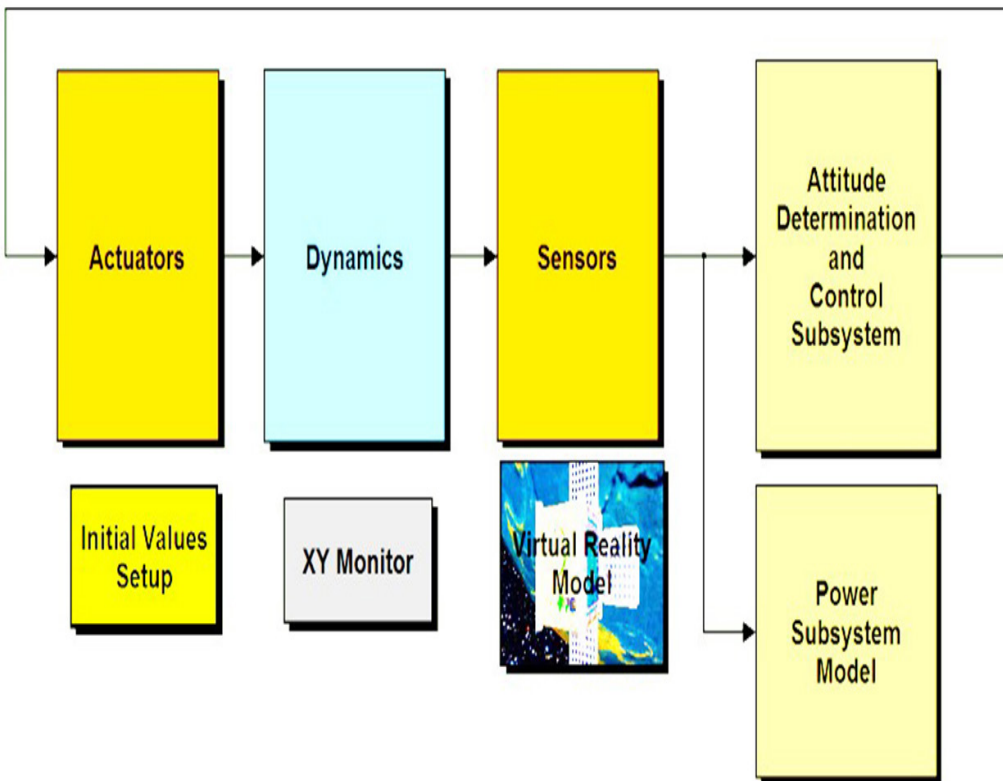 Actuators
Dynamics
Sensors
Attitude
Determination
and
Control
Subsystem
Initial Values
Setup
XY Monitor
Virtual Reality
Model
Power
Subsystem
Model